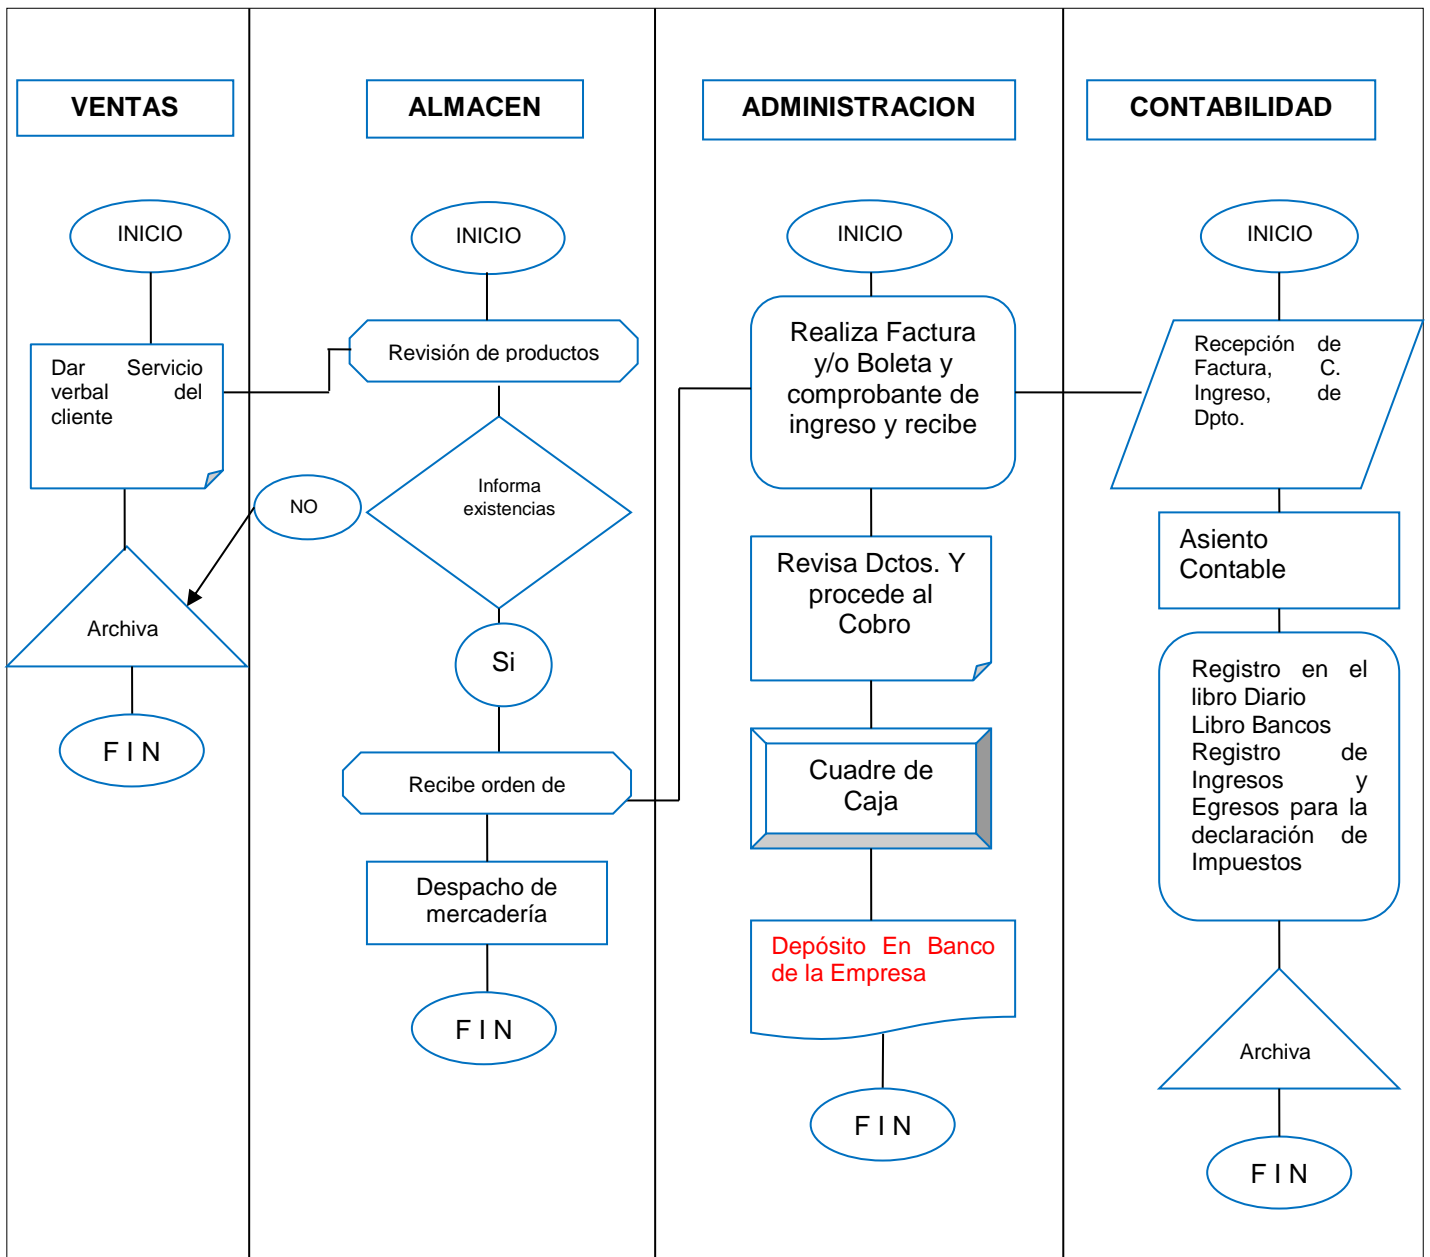 VENTAS
ALMACEN
ADMINISTRACION
CONTABILIDAD
INICIO
Dar Servicio
verbal del
cliente
Archiva
F I N
INICIO
Revisión de productos
Informa
existencias
NO
Si
Recibe orden de
Despacho de
mercadería
F I N
INICIO
Realiza Factura
y/o Boleta y
comprobante de
ingreso y recibe
Revisa Dctos. Y
procede al
Cobro
Cuadre de
Caja
Depósito En Banco
de la Empresa
F I N
INICIO
Recepción de
Factura, C.
Ingreso, de
Dpto.
Asiento
Contable
Registro en el
libro Diario
Libro Bancos
Registro de
Ingresos y
Egresos para la
declaración de
Impuestos
Archiva
F I N